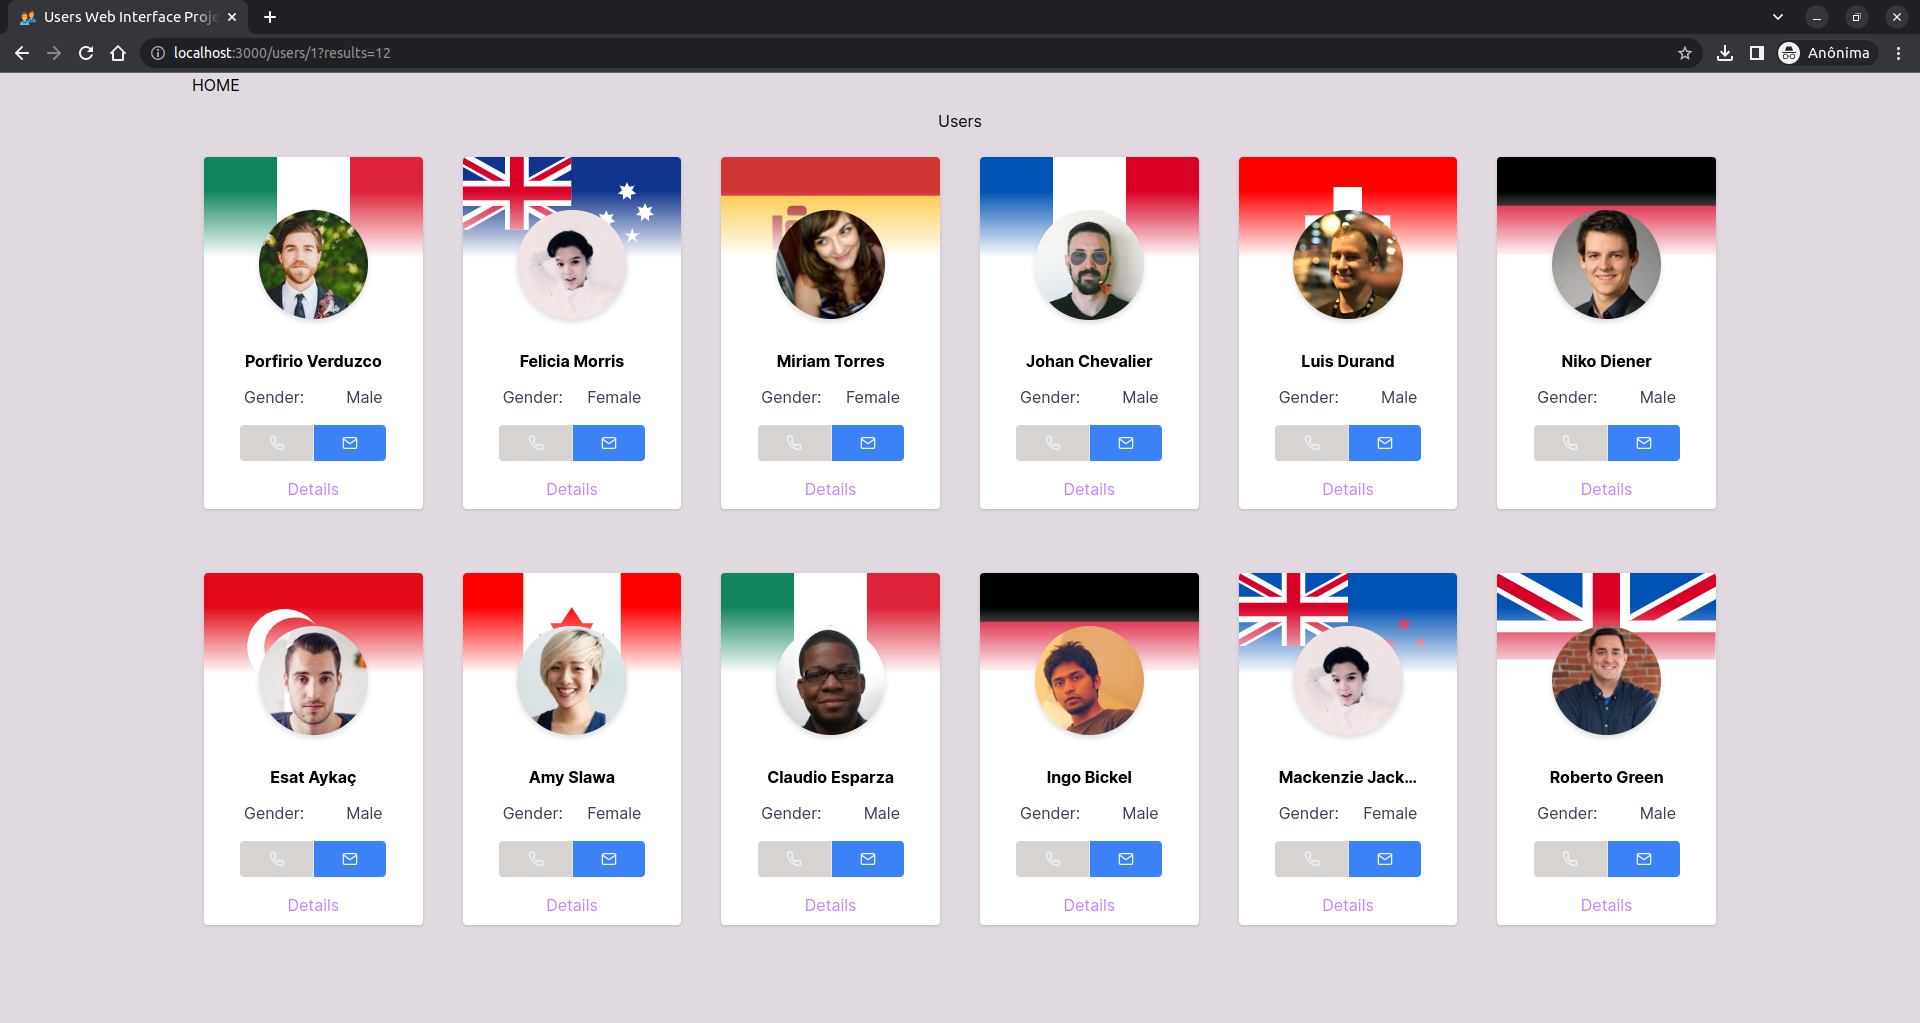 Users Web Interface Proje
localhost:3000/users/1?results=12
Anônima
HOME
Users
Porfirio Verduzco
Gender: Male
Details
Felicia Morris
Gender: Female
Details
Miriam Torres
Gender: Female
Details
Johan Chevalier
Gender: Male
Details
Luis Durand
Gender: Male
Details
Niko Diener
Gender: Male
Details
Esat Aykaç
Gender: Male
Details
Amy Slawa
Gender: Female
Details
Claudio Esparza
Gender: Male
Details
Ingo Bickel
Gender: Male
Details
Mackenzie Jack...
Gender: Female
Details
Roberto Green
Gender: Male
Details